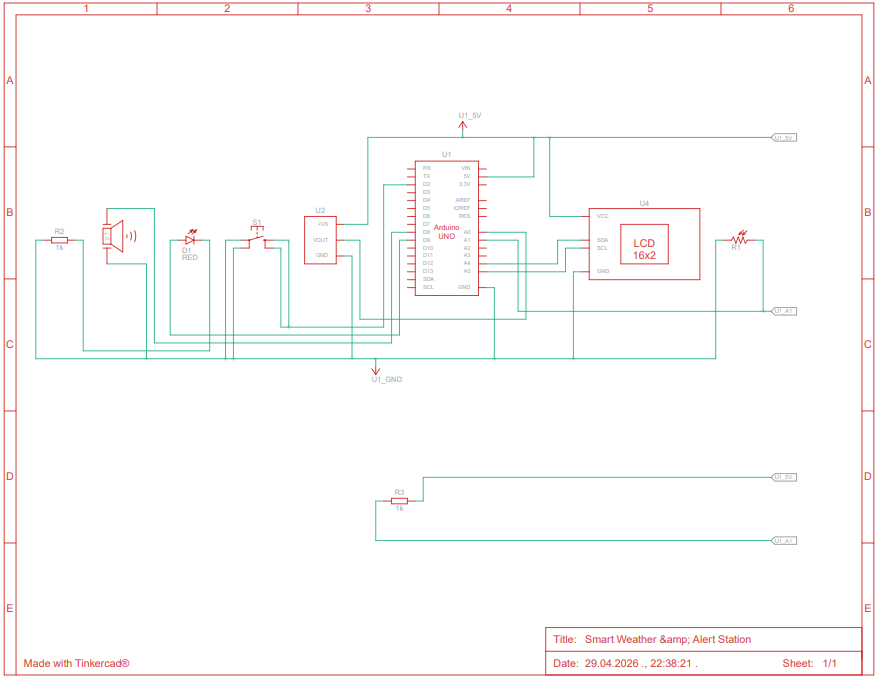 1 2 3 4 5 6
A A
U1_5V
U1_5V
U1
RX VIN
TX 5V
D2 3.3V
D3
D4 AREF
D5 IOREF
D6 RES
D7
D8 A0
D9 A1
D10 A2
D11 A3
D12 A4
D13 A5
SDA
SCL GND
Arduino
UNO
B B
R2
1k
D1
RED
S1
U2
+VS
VOUT
GND
U4
VCC
SDA
SCL
GND
LCD
16x2
R1
U1_A1
C C
U1_GND
D D
U1_5V
R3
1k
U1_A1
E E
Title: Smart Weather &amp;amp; Alert Station
Made with Tinkercad®
Date: 29.04.2026 ., 22:38:21 . Sheet: 1/1